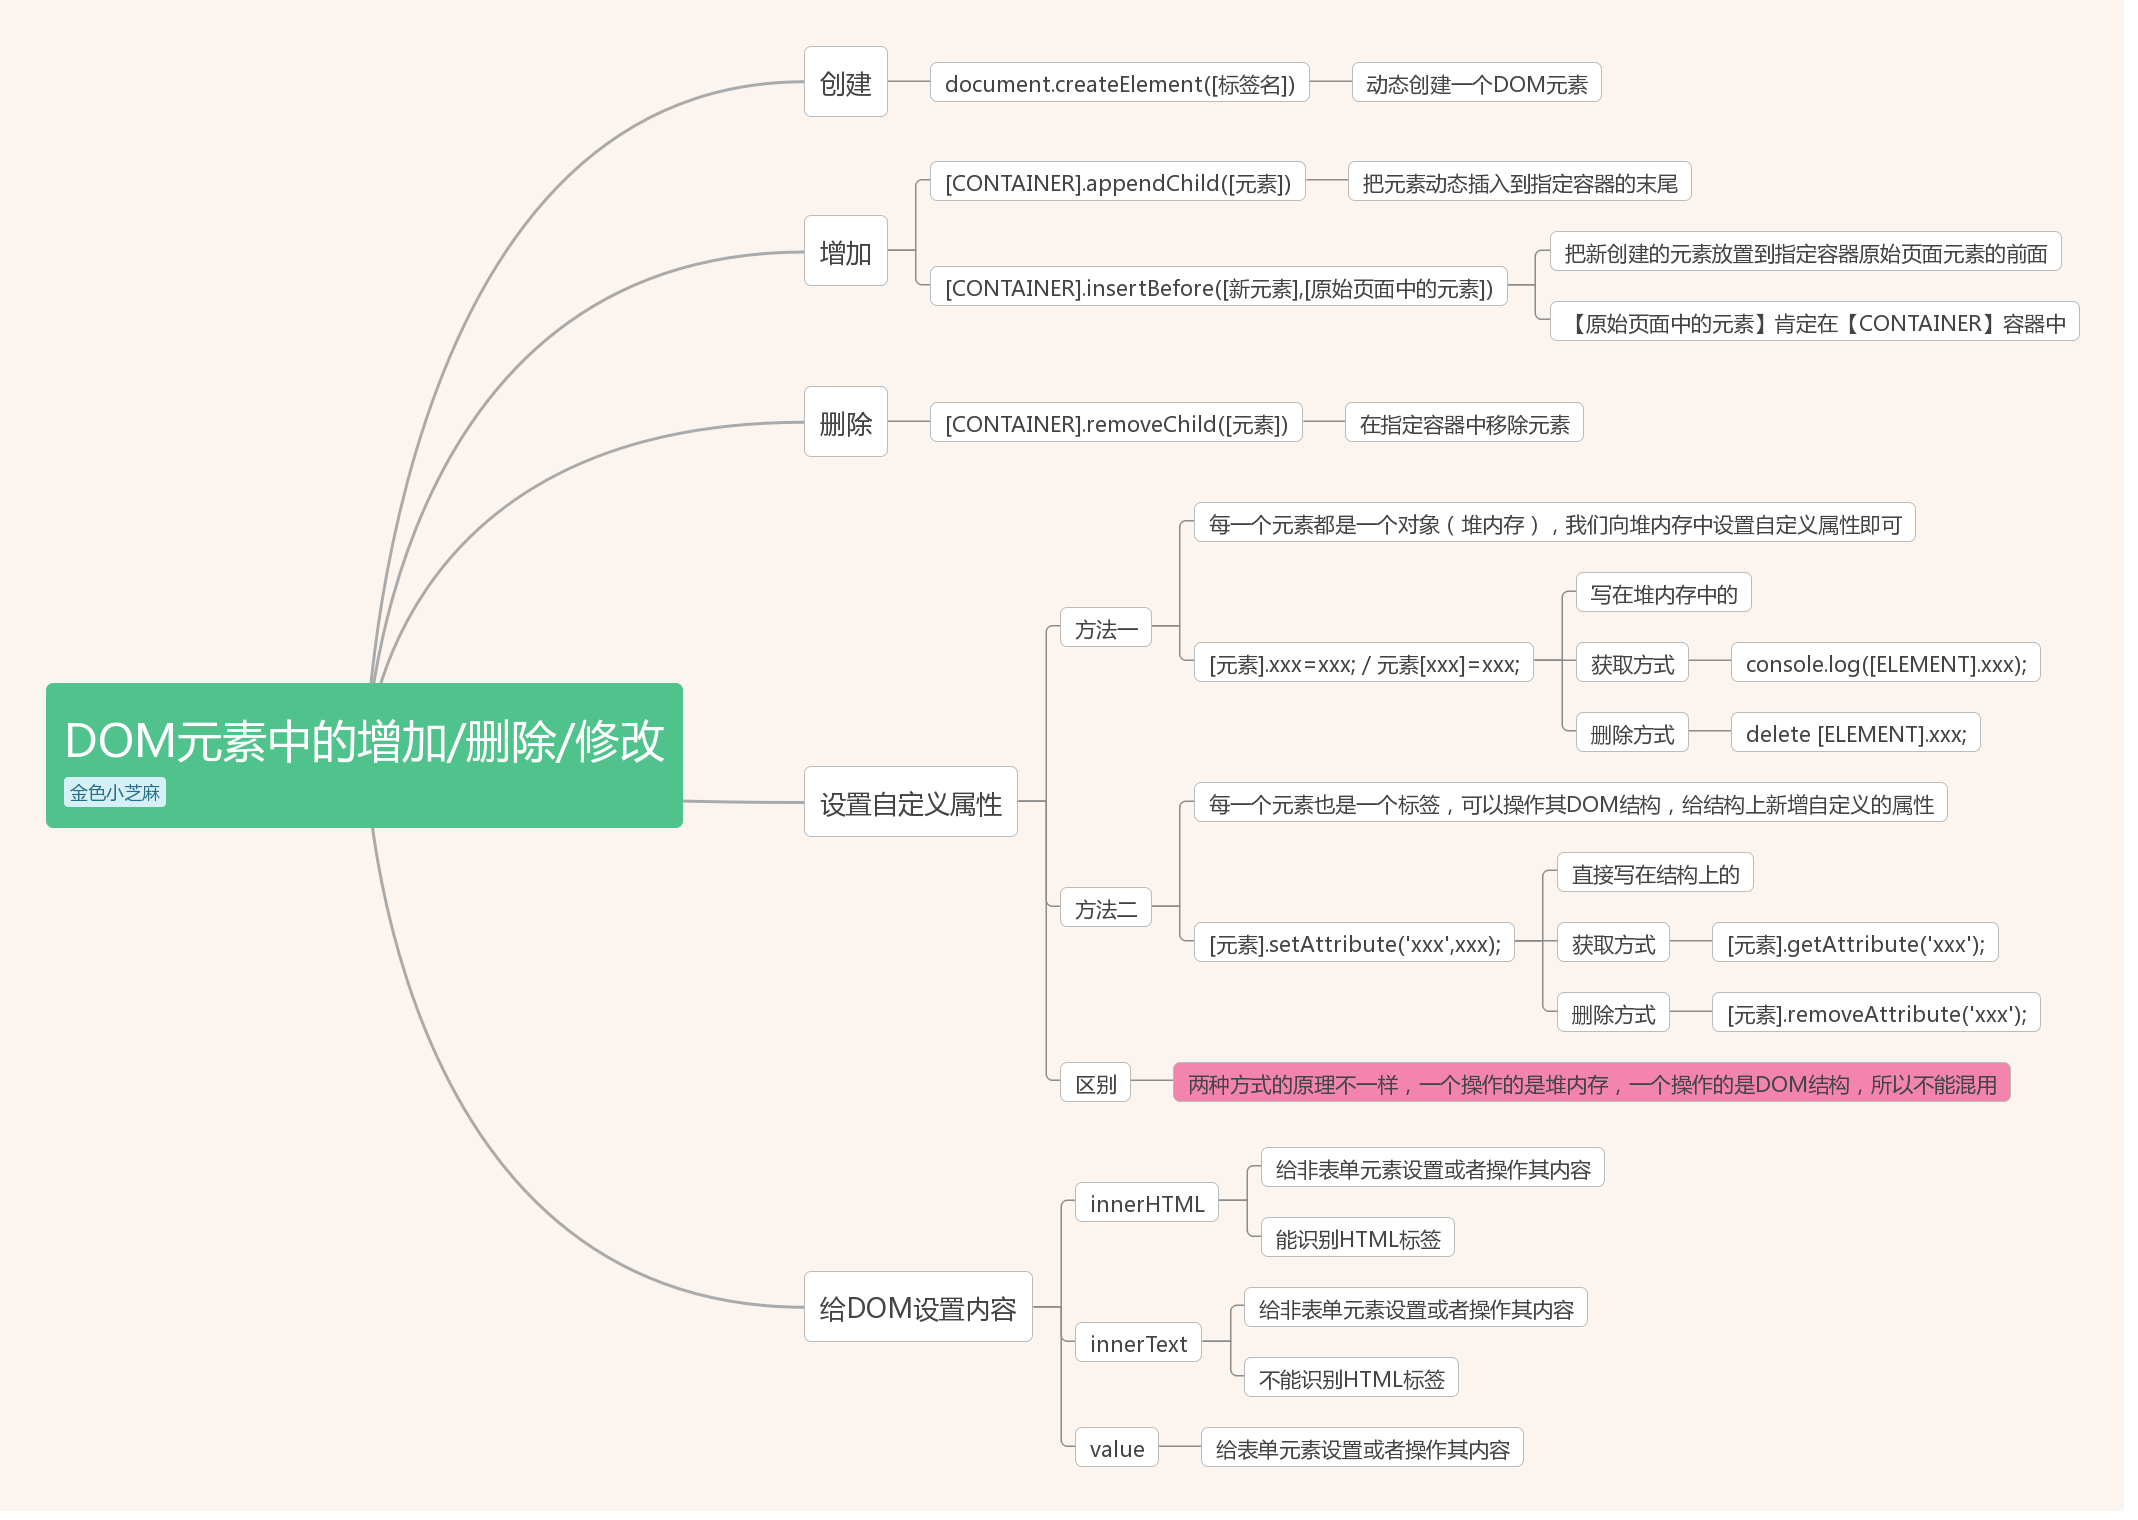 DOM元素中的增加/删除/修改
金色小芝麻
创建
document.createElement([标签名])
动态创建一个DOM元素
增加
[CONTAINER].appendChild([元素])
把元素动态插入到指定容器的末尾
[CONTAINER].insertBefore([新元素],[原始页面中的元素])
把新创建的元素放置到指定容器原始页面元素的前面
【原始页面中的元素】肯定在【CONTAINER】容器中
删除
[CONTAINER].removeChild([元素])
在指定容器中移除元素
设置自定义属性
方法一
每一个元素都是一个对象（堆内存），我们向堆内存中设置自定义属性即可
[元素].xxx=xxx; / 元素[xxx]=xxx;
写在堆内存中的
获取方式
console.log([ELEMENT].xxx);
删除方式
delete [ELEMENT].xxx;
方法二
每一个元素也是一个标签，可以操作其DOM结构，给结构上新增自定义的属性
[元素].setAttribute('xxx',xxx);
直接写在结构上的
获取方式
[元素].getAttribute('xxx');
删除方式
[元素].removeAttribute('xxx');
区别
两种方式的原理不一样，一个操作的是堆内存，一个操作的是DOM结构，所以不能混用
给DOM设置内容
innerHTML
给非表单元素设置或者操作其内容
能识别HTML标签
innerText
给非表单元素设置或者操作其内容
不能识别HTML标签
value
给表单元素设置或者操作其内容